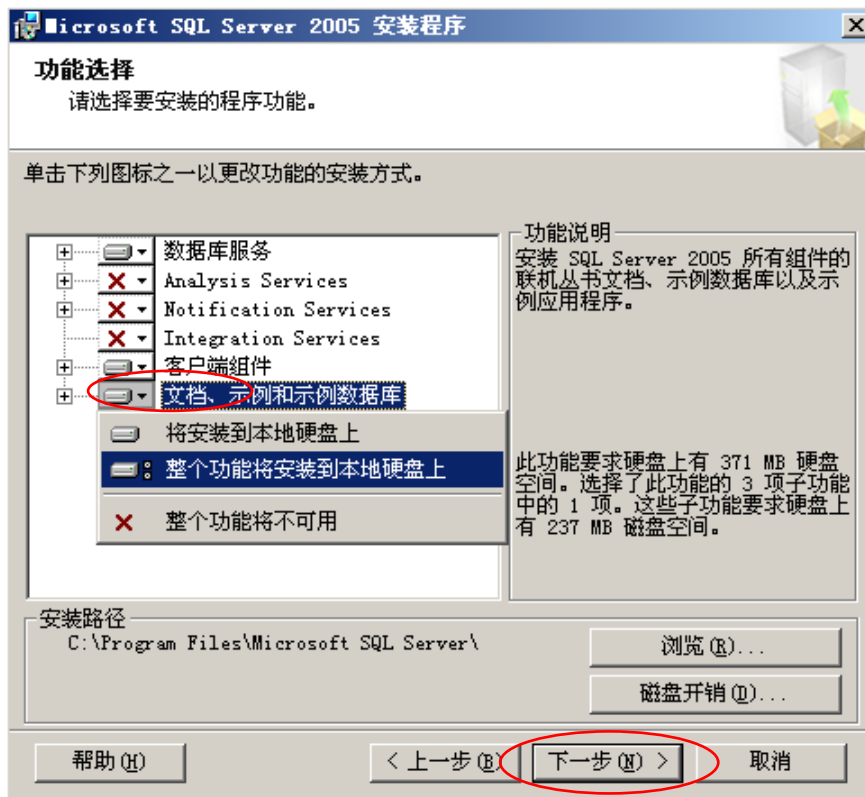 Microsoft SQL Server 2005 安装程序
功能选择
请选择要安装的程序功能。
单击下列图标之一以更改功能的安装方式。
数据库服务
Analysis Services
Notification Services
Integration Services
客户端组件
文档、示例和示例数据库
将安装到本地硬盘上
整个功能将安装到本地硬盘上
整个功能将不可用
功能说明
安装 SQL Server 2005 所有组件的
联机丛书文档、示例数据库以及示
例应用程序。
此功能要求硬盘上有 371 MB 硬盘
空间。选择了此功能的 3 项子功能
中的 1 项。这些子功能要求硬盘上
有 237 MB 磁盘空间。
安装路径
C:\Program Files\Microsoft SQL Server\
浏览(R)...
磁盘开销(D)...
帮助(H)
< 上一步(B)
下一步(N) >
取消